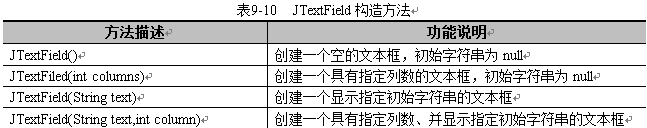 表9-10 JTextField 构造方法
方法描述 功能说明
JTextField() 创建一个空的文本框，初始字符串为 null
JTextFiled(int columns) 创建一个具有指定列数的文本框，初始字符串为 null
JTextField(String text) 创建一个显示指定初始字符串的文本框
JTextField(String text,int column) 创建一个具有指定列数、并显示指定初始字符串的文本框